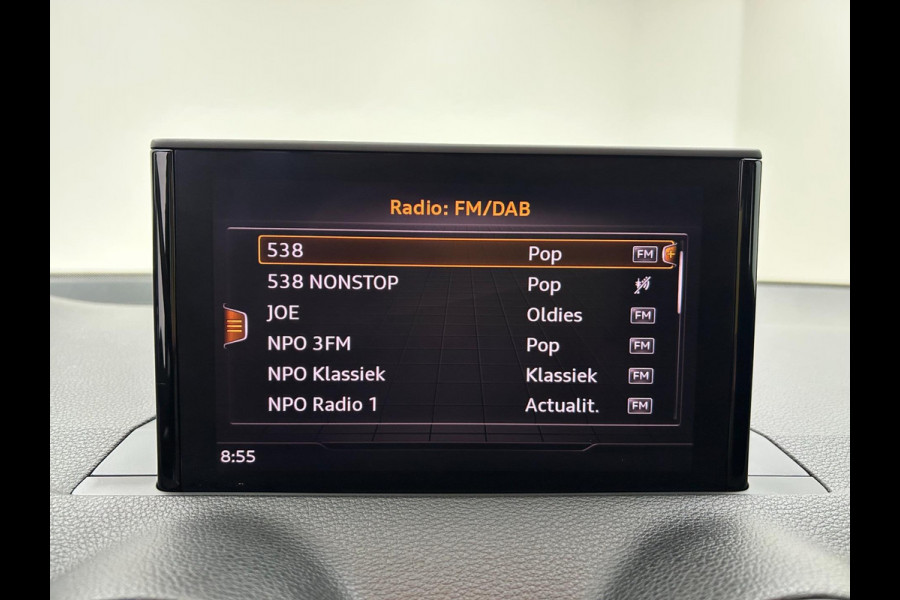 Radio: FM/DAB
538 Pop FM
538 NONSTOP Pop
JOE Oldies FM
NPO 3FM Pop FM
NPO Klassiek Klassiek FM
NPO Radio 1 Actualit. FM
8:55